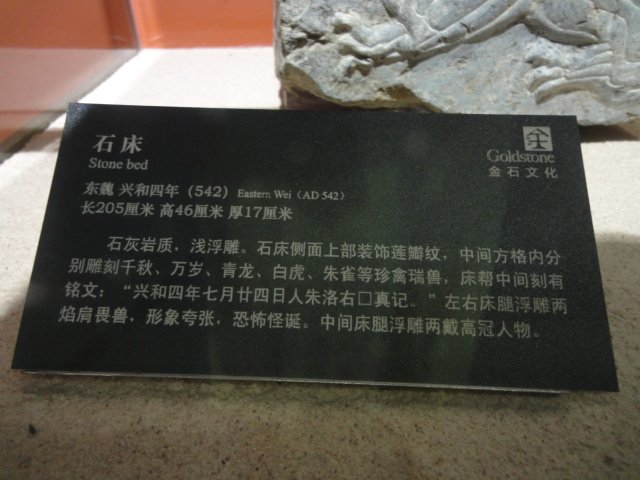 石床
Stone bed
Goldstone
金石文化
东魏 兴和四年（542）Eastern Wei（AD 542）
长205厘米 高46厘米 厚17厘米
石灰岩质，浅浮雕。石床侧面上部装饰莲瓣纹，中间方格内分
别雕刻千秋、万岁、青龙、白虎、朱雀等珍禽瑞兽，床帮中间刻有
铭文：“兴和四年七月廿四日人朱洛右□真记。”左右床腿浮雕两
焰肩畏兽，形象夸张，恐怖怪诞。中间床腿浮雕两戴高冠人物。